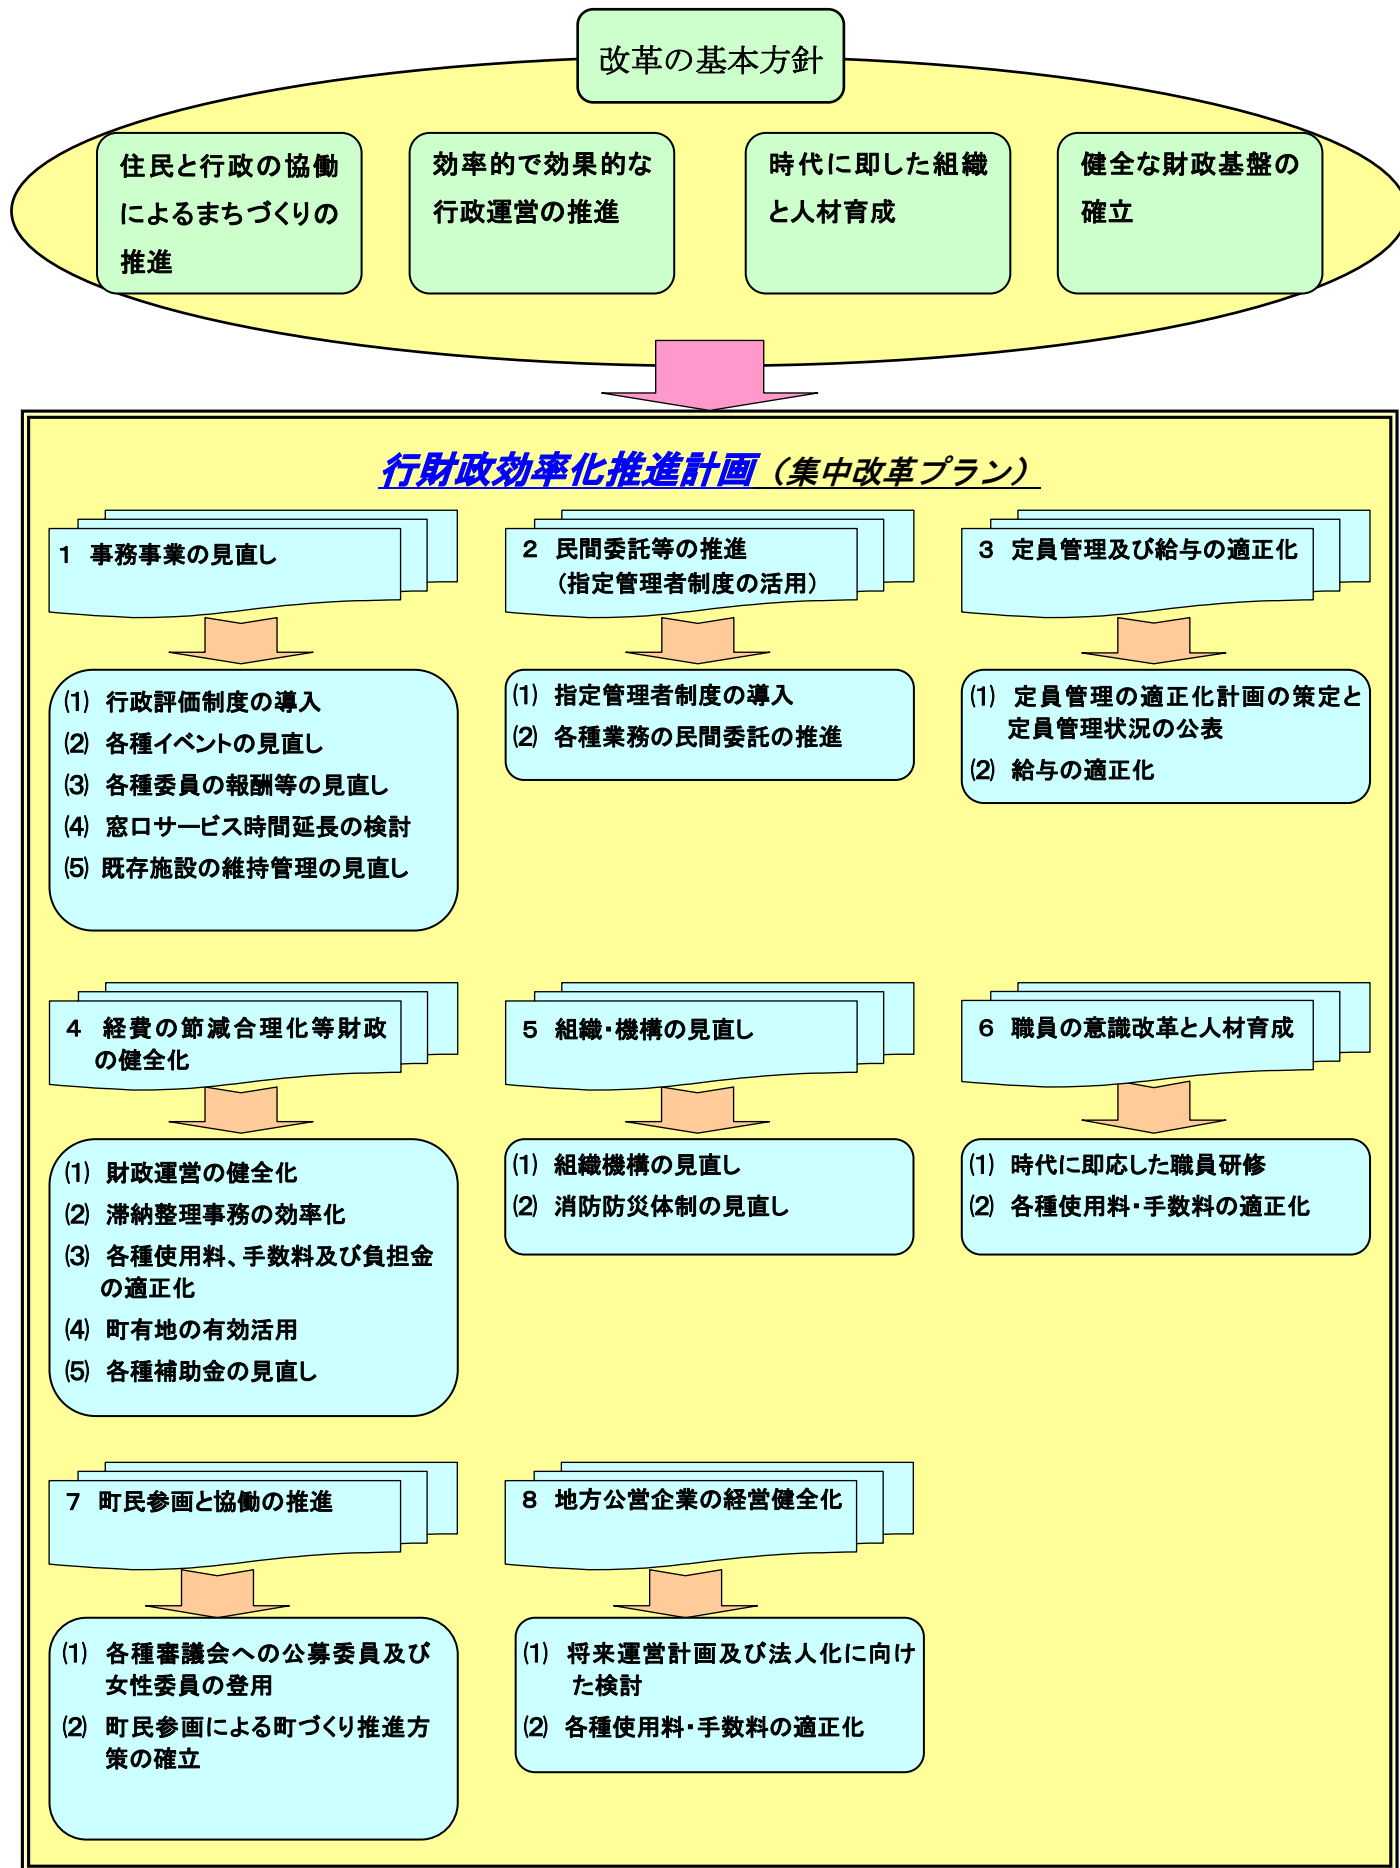 改革の基本方針
住民と行政の協働
によるまちづくりの
推進
効率的で効果的な
行政運営の推進
時代に即した組織
と人材育成
健全な財政基盤の
確立
行財政効率化推進計画（集中改革プラン）
1 事務事業の見直し
2 民間委託等の推進
（指定管理者制度の活用）
3 定員管理及び給与の適正化
⑴ 行政評価制度の導入
⑵ 各種イベントの見直し
⑶ 各種委員の報酬等の見直し
⑷ 窓口サービス時間延長の検討
⑸ 既存施設の維持管理の見直し
⑴ 指定管理者制度の導入
⑵ 各種業務の民間委託の推進
⑴ 定員管理の適正化計画の策定と
定員管理状況の公表
⑵ 給与の適正化
4 経費の節減合理化等財政
の健全化
5 組織・機構の見直し
6 職員の意識改革と人材育成
⑴ 財政運営の健全化
⑵ 滞納整理事務の効率化
⑶ 各種使用料、手数料及び負担金
の適正化
⑷ 町有地の有効活用
⑸ 各種補助金の見直し
⑴ 組織機構の見直し
⑵ 消防防災体制の見直し
⑴ 時代に即応した職員研修
⑵ 各種使用料・手数料の適正化
7 町民参画と協働の推進
8 地方公営企業の経営健全化
⑴ 各種審議会への公募委員及び
女性委員の登用
⑵ 町民参画による町づくり推進方
策の確立
⑴ 将来運営計画及び法人化に向け
た検討
⑵ 各種使用料・手数料の適正化